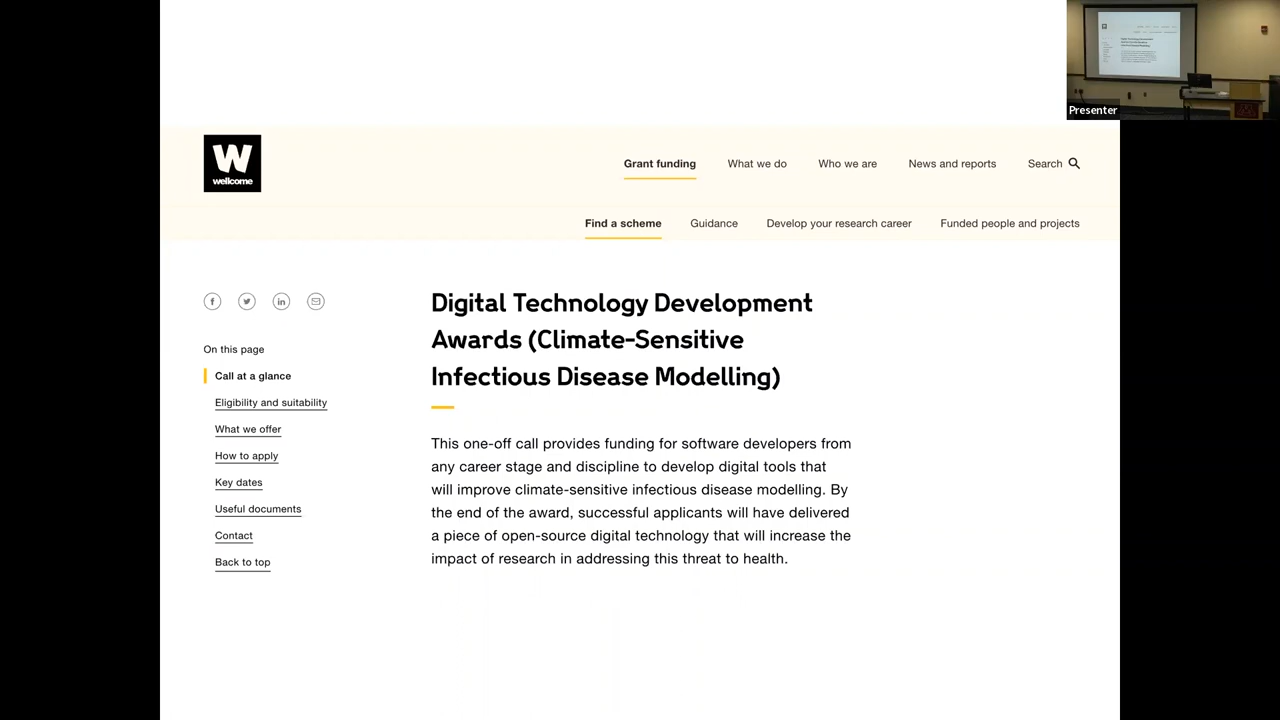 Presenter
W
wellcome
Grant funding What we do Who we are News and reports Search
Find a scheme Guidance Develop your research career Funded people and projects
On this page
Call at a glance
Eligibility and suitability
What we offer
How to apply
Key dates
Useful documents
Contact
Back to top
Digital Technology Development
Awards (Climate-Sensitive
Infectious Disease Modelling)
This one-off call provides funding for software developers from
any career stage and discipline to develop digital tools that
will improve climate-sensitive infectious disease modelling. By
the end of the award, successful applicants will have delivered
a piece of open-source digital technology that will increase the
impact of research in addressing this threat to health.